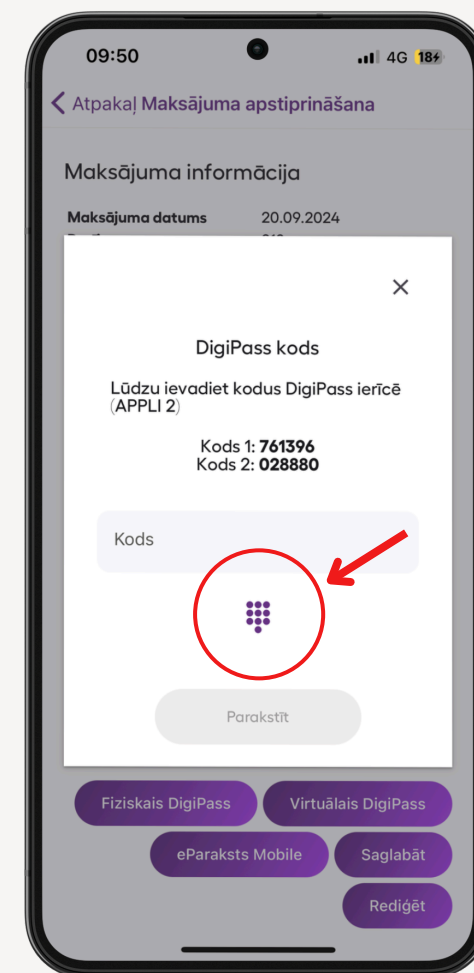 09:50
4G 18
Atpakaļ Maksājuma apstiprināšana
Maksājuma informācija
Maksājuma datums 20.09.2024
DigiPass kods
Lūdzu ievadiet kodus DigiPass ierīcē
(APPLI 2)
Kods 1: 761396
Kods 2: 028880
Kods
Parakstīt
Fiziskais DigiPass Virtuālais DigiPass
eParaksts Mobile Saglabāt
Rediģēt